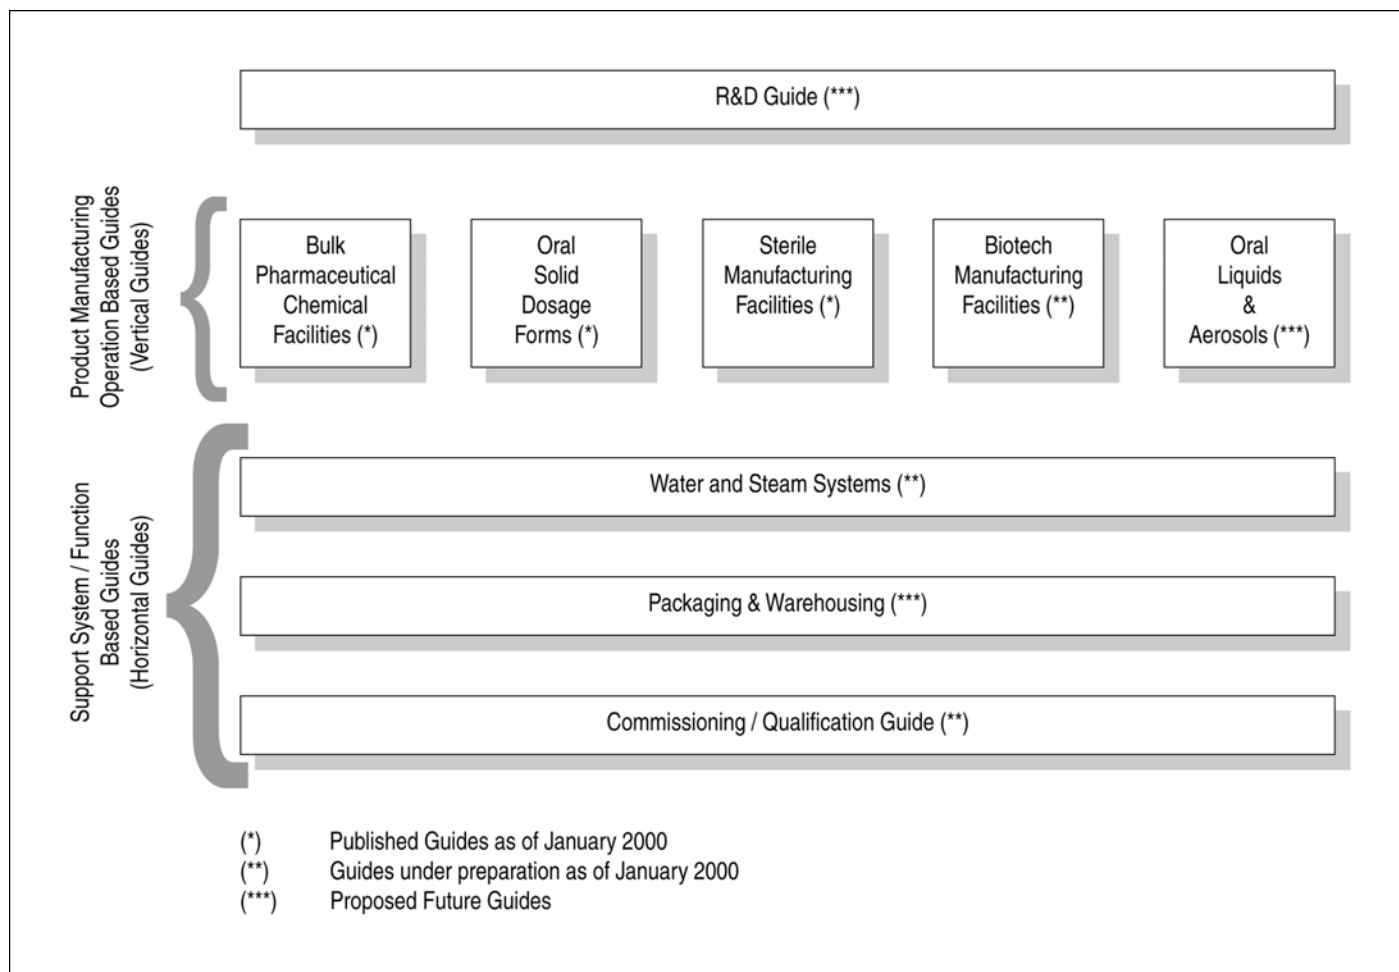 R&D Guide (***)
Product Manufacturing
Operation Based Guides
(Vertical Guides)
Bulk
Pharmaceutical
Chemical
Facilities (*)
Oral
Solid
Dosage
Forms (*)
Sterile
Manufacturing
Facilities (*)
Biotech
Manufacturing
Facilities (**)
Oral
Liquids
&
Aerosols (***)
Support System / Function
Based Guides
(Horizontal Guides)
Water and Steam Systems (**)
Packaging & Warehousing (***)
Commissioning / Qualification Guide (**)
(*) Published Guides as of January 2000
(**) Guides under preparation as of January 2000
(***) Proposed Future Guides